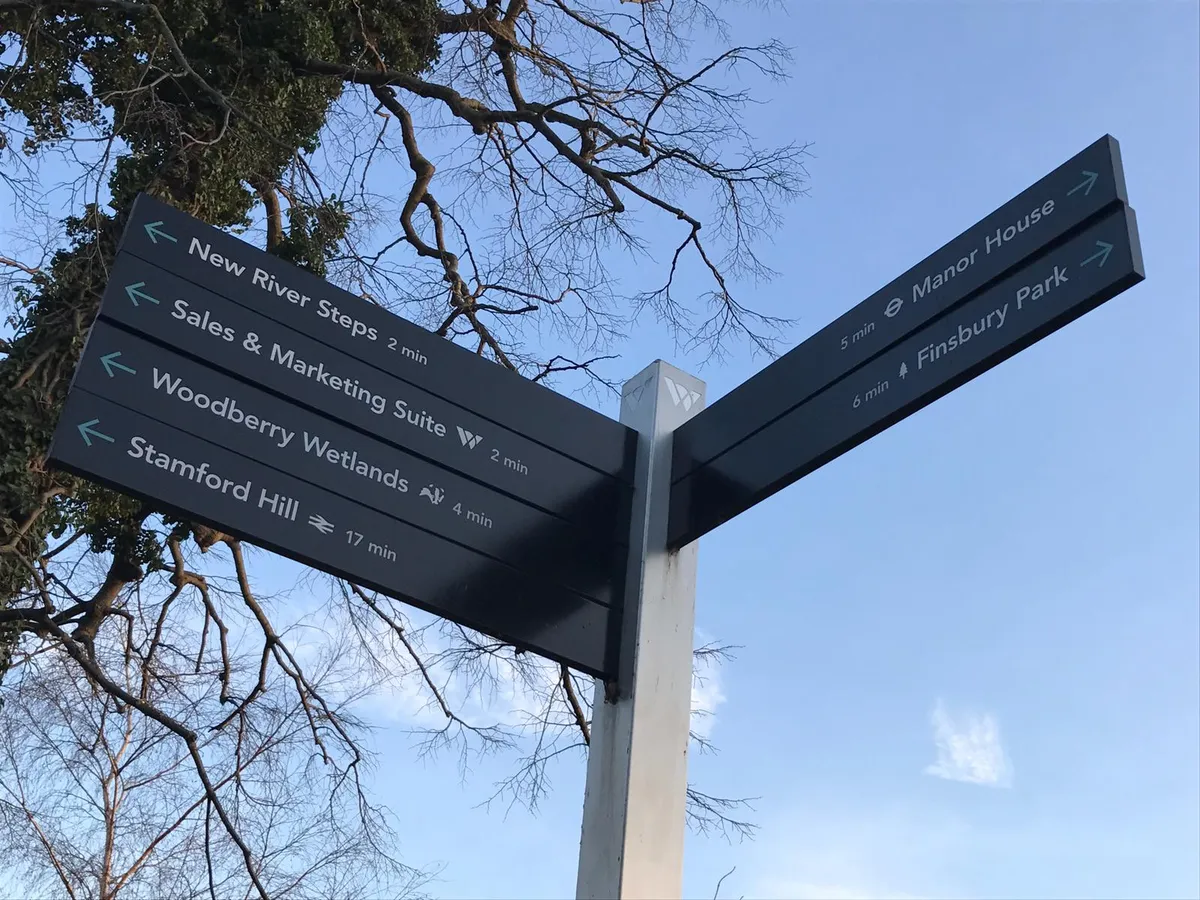 New River Steps 2 min
Sales & Marketing Suite 2 min
Woodberry Wetlands 4 min
Stamford Hill 17 min
5 min Manor House
6 min Finsbury Park